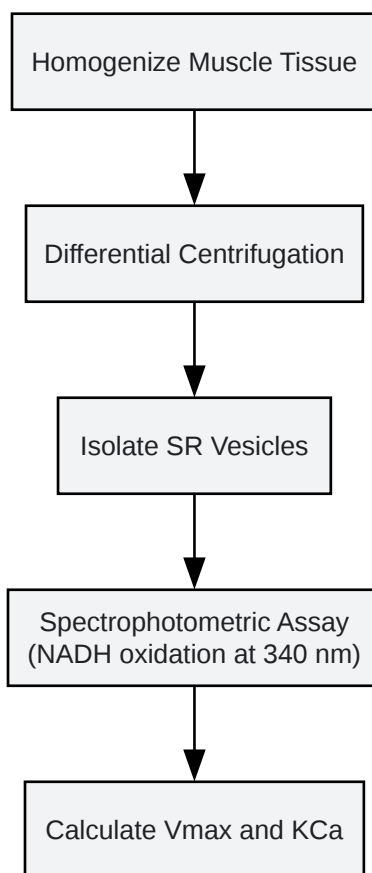 Homogenize Muscle Tissue
Differential Centrifugation
Isolate SR Vesicles
Spectrophotometric Assay
(NADH oxidation at 340 nm)
Calculate Vmax and KCa